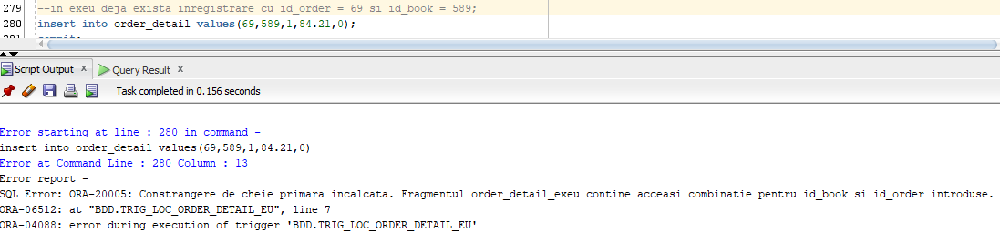 279 --in exeu deja exista inregistrare cu id_order = 69 si id_book = 589;
280 insert into order_detail values(69,589,1,84.21,0);
Script Output x Query Result x
Task completed in 0.156 seconds
Error starting at line : 280 in command -
insert into order_detail values(69,589,1,84.21,0)
Error at Command Line : 280 Column : 13
Error report -
SQL Error: ORA-20005: Constrangere de cheie primara incalcata. Fragmentul order_detail_exeu contine acceasi combinatie pentru id_book si id_order introduse.
ORA-06512: at "BDD.TRIG_LOC_ORDER_DETAIL_EU", line 7
ORA-04088: error during execution of trigger 'BDD.TRIG_LOC_ORDER_DETAIL_EU'